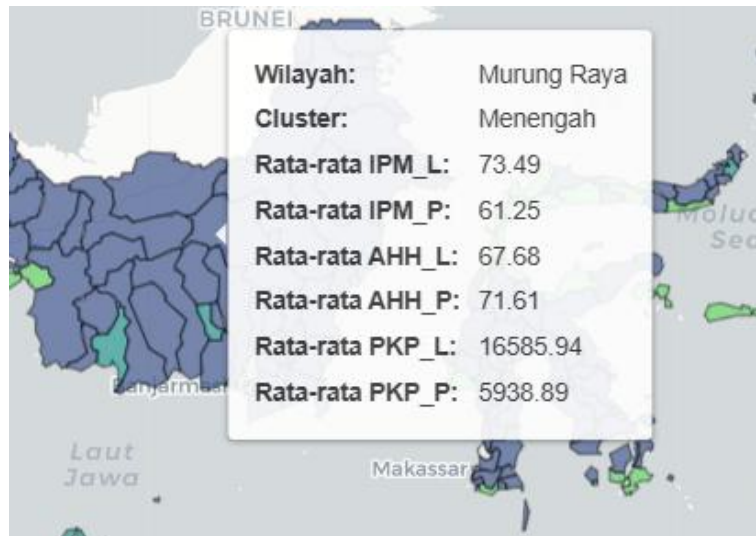 BRUNEI
Wilayah: Murung Raya
Cluster: Menengah
Rata-rata IPM_L: 73.49
Rata-rata IPM_P: 61.25
Rata-rata AHH_L: 67.68
Rata-rata AHH_P: 71.61
Rata-rata PKP_L: 16585.94
Rata-rata PKP_P: 5938.89
Laut
Jawa
Makassar